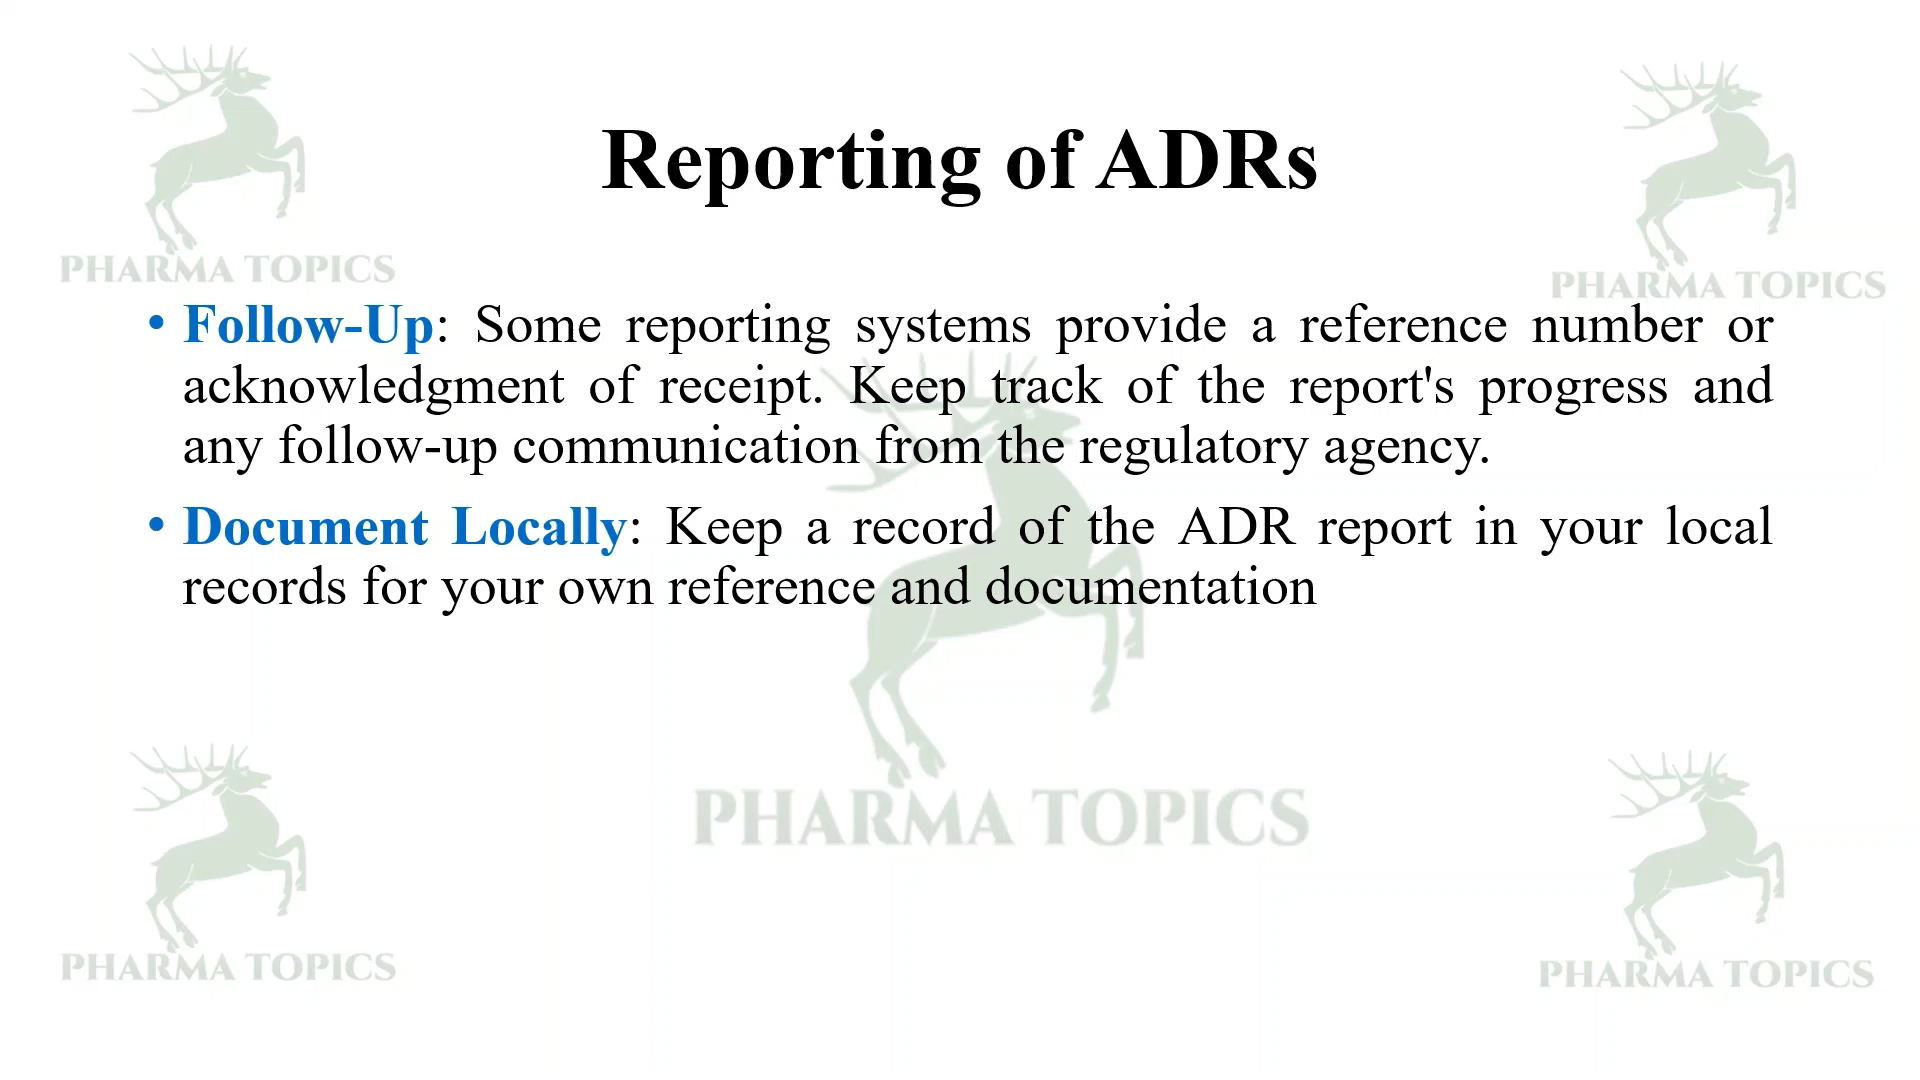 Reporting of ADRs
PHARMA TOPICS
PHARMA TOPICS
• Follow-Up: Some reporting systems provide a reference number or
acknowledgment of receipt. Keep track of the report's progress and
any follow-up communication from the regulatory agency.
• Document Locally: Keep a record of the ADR report in your local
records for your own reference and documentation
PHARMA TOPICS
PHARMA TOPICS
PHARMA TOPICS